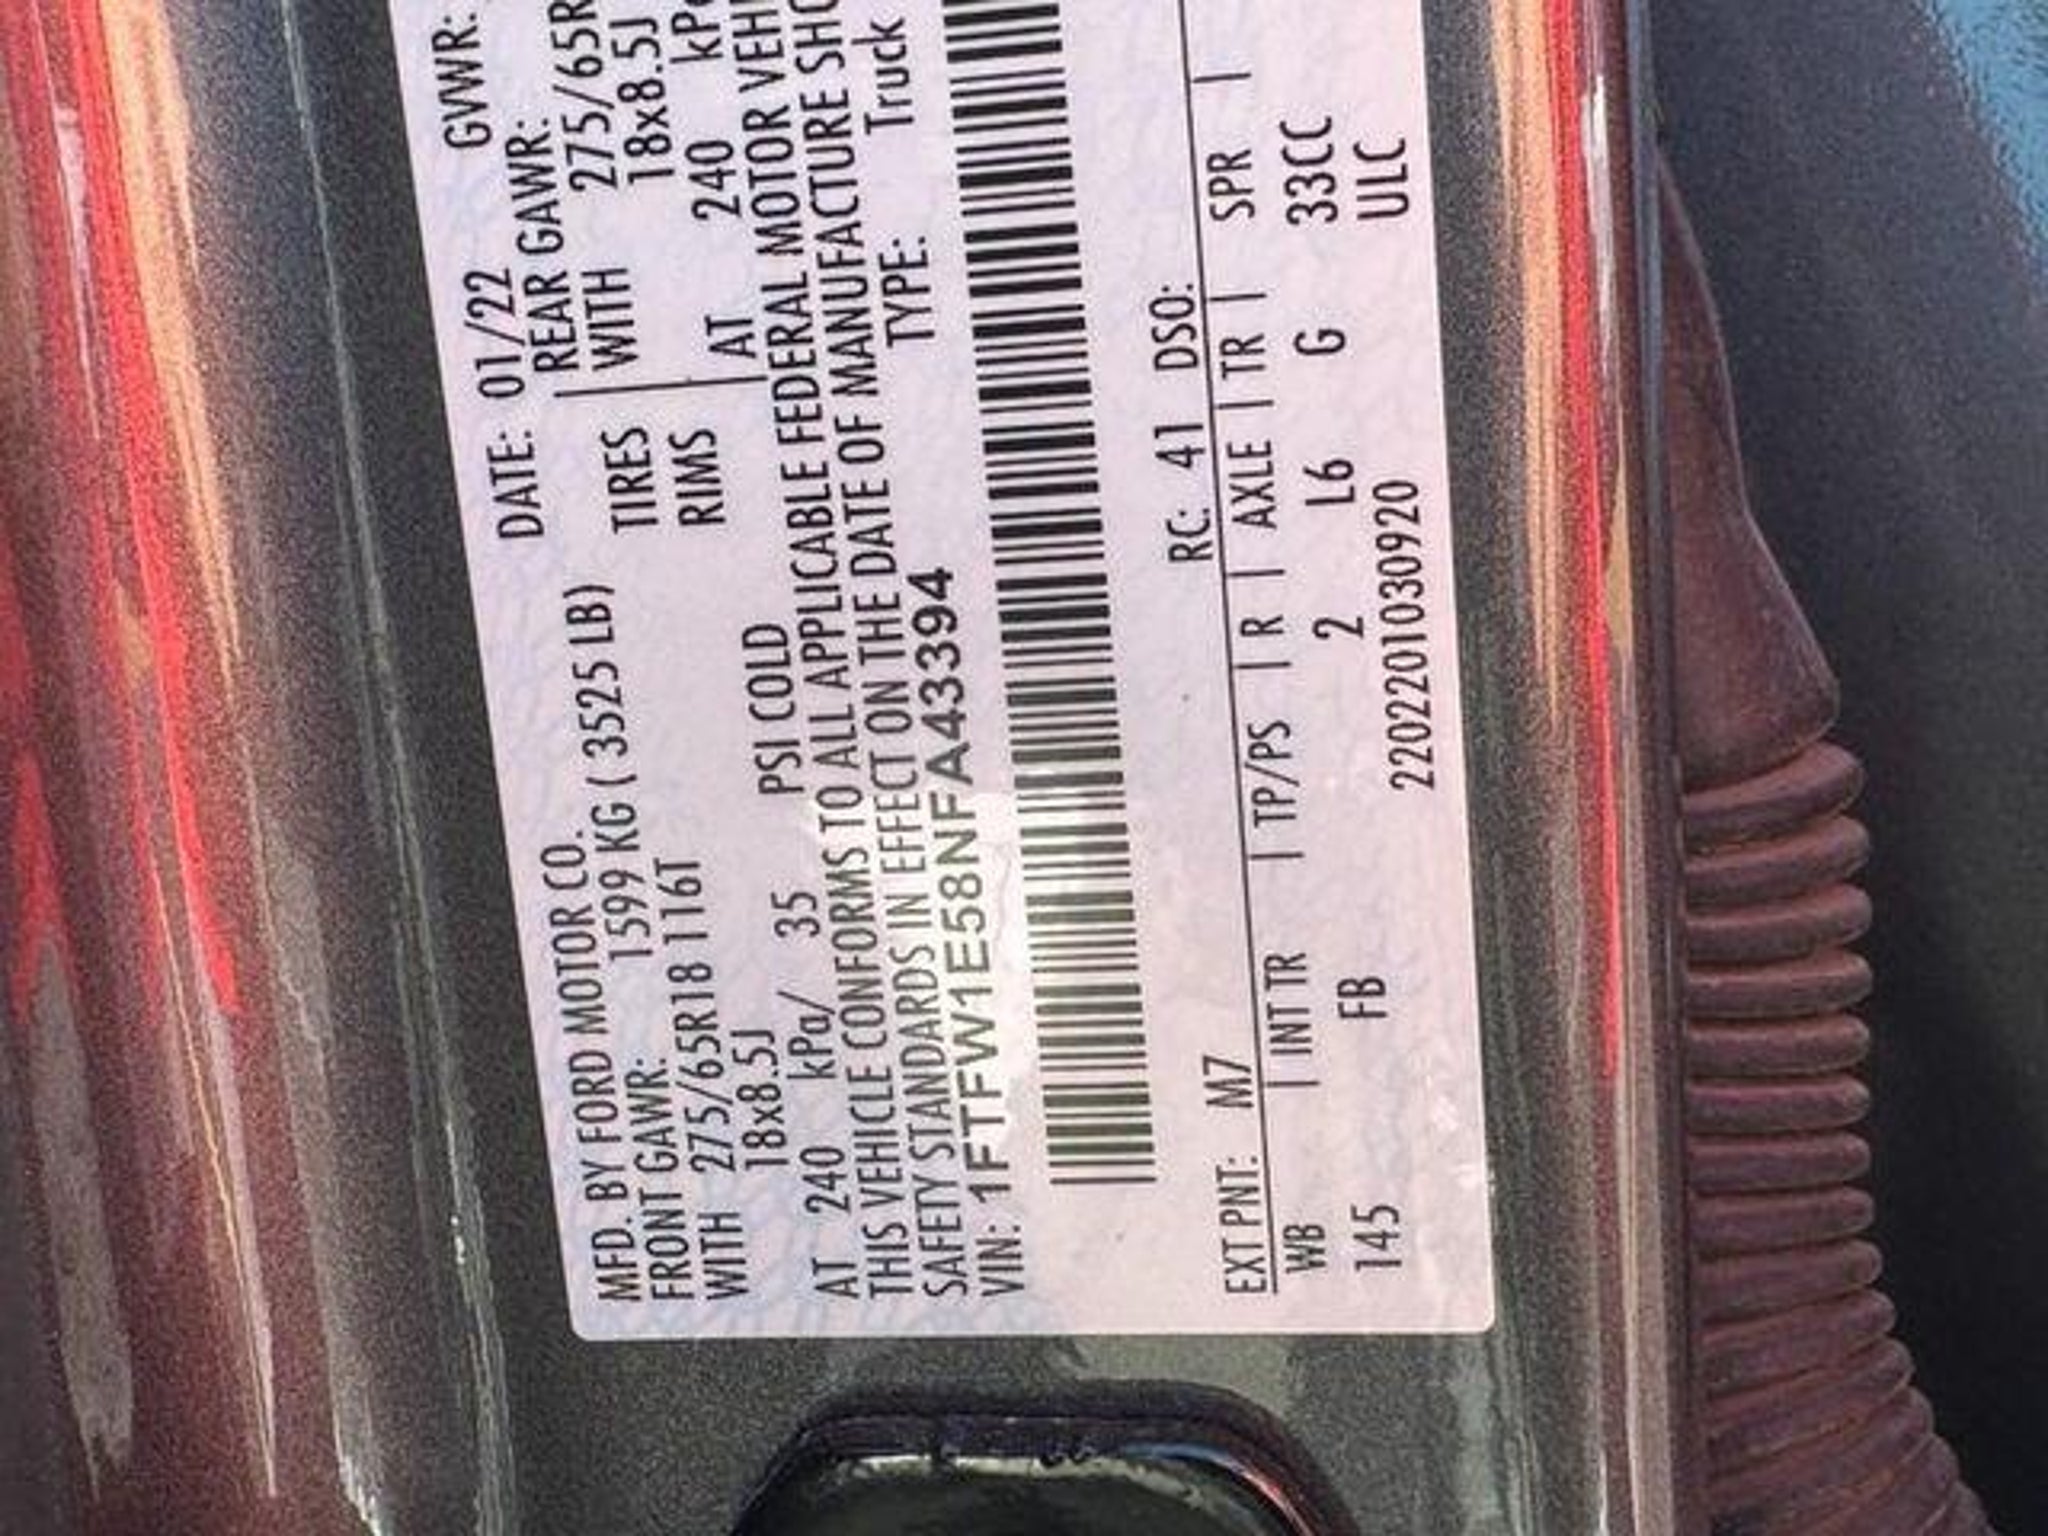 MFD. BY FORD MOTOR CO. DATE: 01/22 GVWR:
FRONT GAWR: 1599 KG ( 3525 LB) REAR GAWR:
WITH 275/65R18 116T TIRES WITH 275/65R
18x8.5J RIMS 18x8.5J
AT 240 kPa/ 35 PSI COLD AT 240
THIS VEHICLE CONFORMS TO ALL APPLICABLE FEDERAL MOTOR
SAFETY STANDARDS IN EFFECT ON THE DATE OF MANUFACTURE
VIN: 1FTFW1E58NFA43394 TYPE: Truck
EXT PNT: M7 RC: 41 DSO:
WB | INT TR | TP/PS | R | AXLE | TR | SPR |
145 FB 2 L6 G 33CC
220220103092O ULC